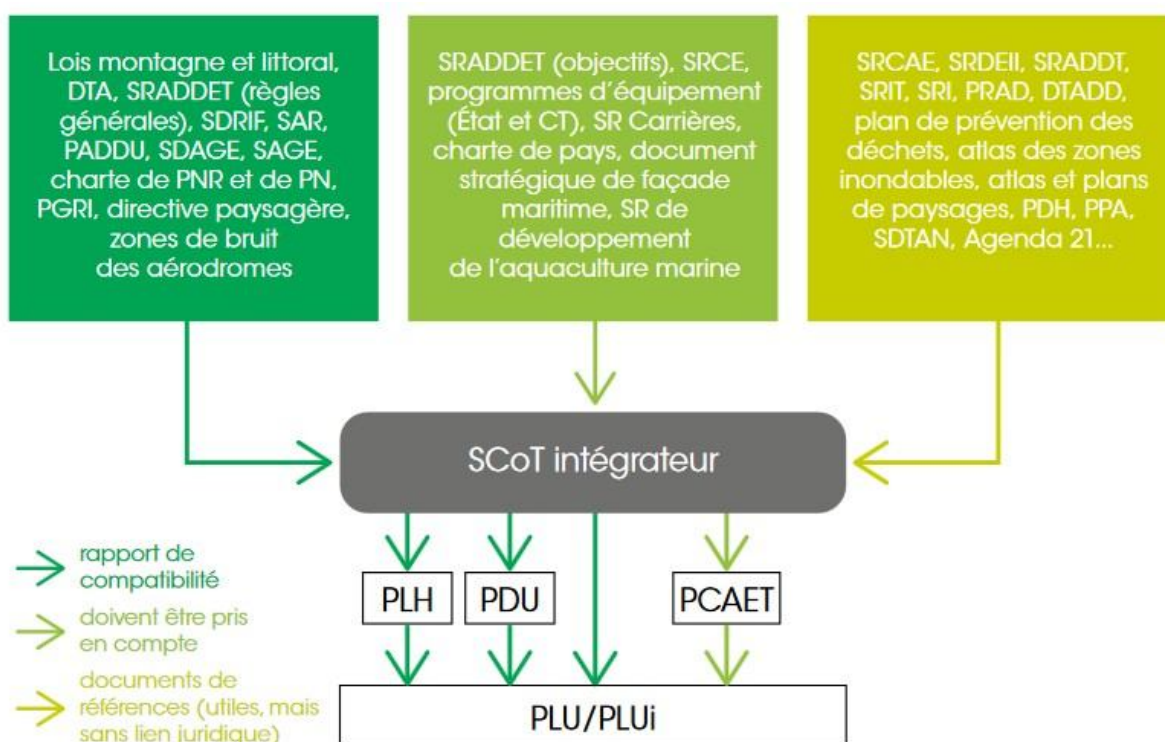 Lois montagne et littoral,
DTA, SRADDET (règles
générales), SDRIF, SAR,
PADDU, SDAGE, SAGE,
charte de PNR et de PN,
PGRI, directive paysagère,
zones de bruit
des aérodromes
SRADDET (objectifs), SRCE,
programmes d'équipement
(État et CT), SR Carrières,
charte de pays, document
stratégique de façade
maritime, SR de
développement
de l'aquaculture marine
SRCAE, SRDEII, SRADDT,
SRIT, SRI, PRAD, DTADD,
plan de prévention des
déchets, atlas des zones
inondables, atlas et plans
de paysages, PDH, PPA,
SDTAN, Agenda 21...
SCoT intégrateur
rapport de
compatibilité
doivent être pris
en compte
documents de
références (utiles, mais
sans lien juridique)
PLH
PDU
PCAET
PLU/PLUi